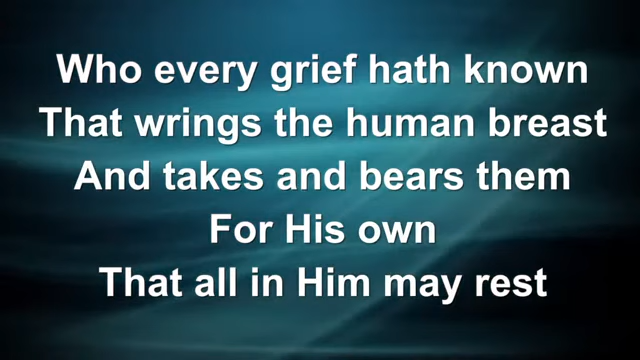 Who every grief hath known
That wrings the human breast
And takes and bears them
For His own
That all in Him may rest